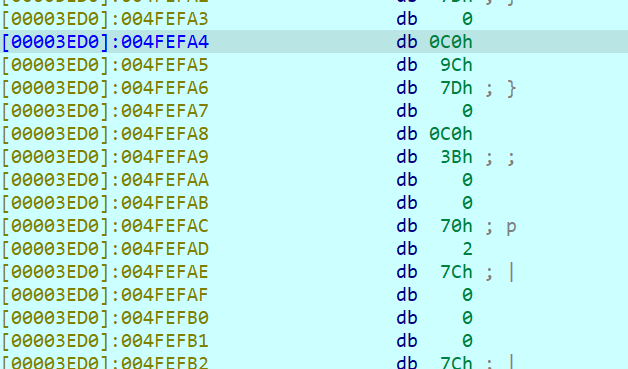 [00003ED0]:004FEFA3 db 0
[00003ED0]:004FEFA4 db 0C0h
[00003ED0]:004FEFA5 db 9Ch
[00003ED0]:004FEFA6 db 7Dh ; }
[00003ED0]:004FEFA7 db 0
[00003ED0]:004FEFA8 db 0C0h
[00003ED0]:004FEFA9 db 3Bh ; ;
[00003ED0]:004FEFAA db 0
[00003ED0]:004FEFAB db 0
[00003ED0]:004FEFAC db 70h ; p
[00003ED0]:004FEFAD db 2
[00003ED0]:004FEFAE db 7Ch ; |
[00003ED0]:004FEFAF db 0
[00003ED0]:004FEFB0 db 0
[00003ED0]:004FEFB1 db 0
[00003ED0]:004FEFB2 db 7Ch ; |